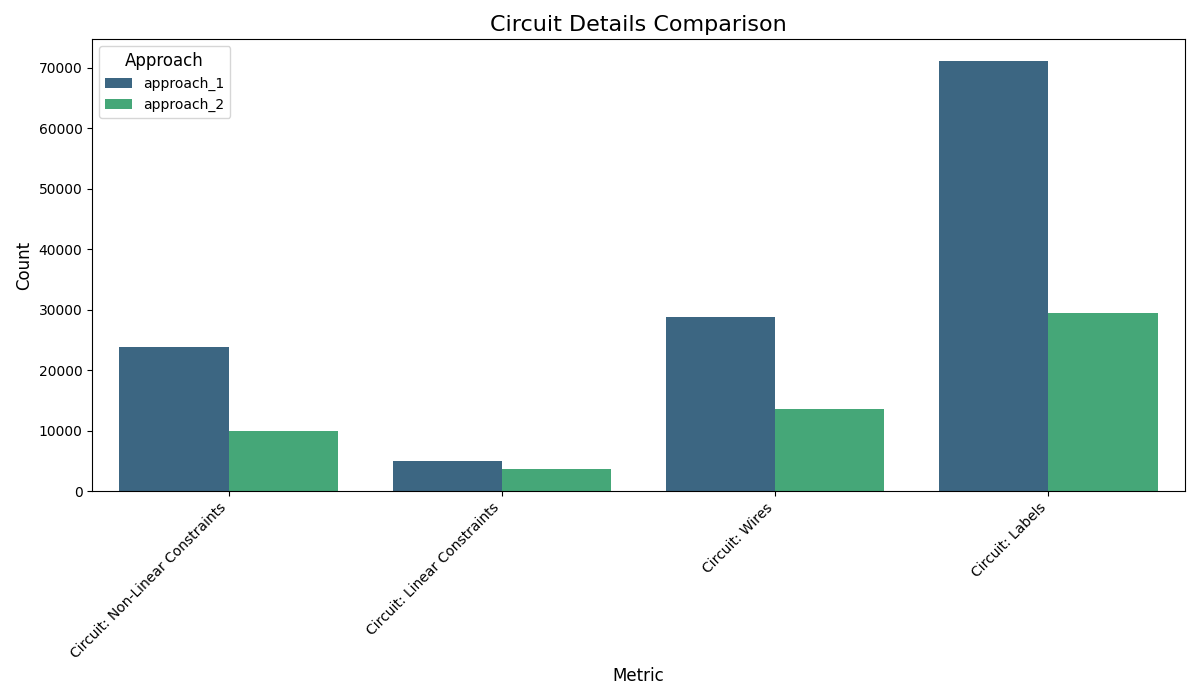 Circuit Details Comparison
Approach
approach_1
approach_2
70000
60000
50000
40000
30000
20000
10000
0
Count
Circuit: Non-Linear Constraints
Circuit: Linear Constraints
Circuit: Wires
Circuit: Labels
Metric